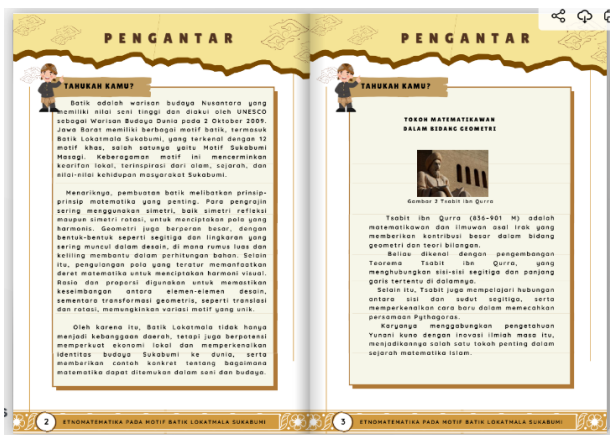 PENGANTAR
TAHUKAH KAMU?
Batik adalah warisan budaya Nusantara yang
memiliki nilai seni tinggi dan diakui oleh UNESCO
sebagai Warisan Budaya Dunia pada 2 Oktober 2009.
Jawa Barat memiliki berbagai motif batik, termasuk
Batik Lokatmala Sukabumi, yang terkenal dengan 12
motif khas, salah satunya yaitu Motif Sukabumi
Masagi. Keberagaman motif ini mencerminkan
kearifan lokal, terinspirasi dari alam, sejarah, dan
nilai-nilai kehidupan masyarakat Sukabumi.
Menariknya, pembuatan batik melibatkan prinsip-
prinsip matematika yang penting. Para pengrajin
sering menggunakan simetri, baik simetri refleksi
maupun simetri rotasi, untuk menciptakan pola yang
harmonis. Geometri juga berperan besar, dengan
bentuk-bentuk seperti segitiga dan lingkaran yang
sering muncul dalam desain, di mana rumus luas dan
keliling membantu dalam perhitungan bahan. Selain
itu, pengulangan pola yang teratur memanfaatkan
deret matematika untuk menciptakan harmoni visual.
Rasio dan proporsi digunakan untuk memastikan
keseimbangan antara elemen-elemen desain,
sementara transformasi geometris, seperti translasi
dan rotasi, memungkinkan variasi motif yang unik.
Oleh karena itu, Batik Lokatmala tidak hanya
menjadi kebanggaan daerah, tetapi juga berpotensi
memperkuat ekonomi lokal dan memperkenalkan
identitas budaya Sukabumi ke dunia, serta
memberikan contoh konkret tentang bagaimana
matematika dapat ditemukan dalam seni dan budaya.
2 ETNOMATEMATIKA PADA MOTIF BATIK LOKATMALA SUKABUMI
PENGANTAR
TAHUKAH KAMU?
TOKOH MATEMATIKAWAN
DALAM BIDANG GEOMETRI
Gambar 2 Tsabit Ibn Qurra
Tsabit ibn Qurra (836-901 M) adalah
matematikawan dan ilmuwan asal Irak yang
memberikan kontribusi besar dalam bidang
geometri dan teori bilangan.
Beliau dikenal dengan pengembangan
Teorema Tsabit ibn Qurra, yang
menghubungkan sisi-sisi segitiga dan panjang
garis tertentu di dalamnya.
Selain itu, Tsabit juga mempelajari hubungan
antara sisi dan sudut segitiga, serta
memperkenalkan cara baru dalam memecahkan
persamaan Pythagoras.
Karyanya menggabungkan pengetahuan
Yunani kuno dengan inovasi ilmiah masa itu,
menjadikannya salah satu tokoh penting dalam
sejarah matematika Islam.
3 ETNOMATEMATIKA PADA MOTIF BATIK LOKATMALA SUKABUMI